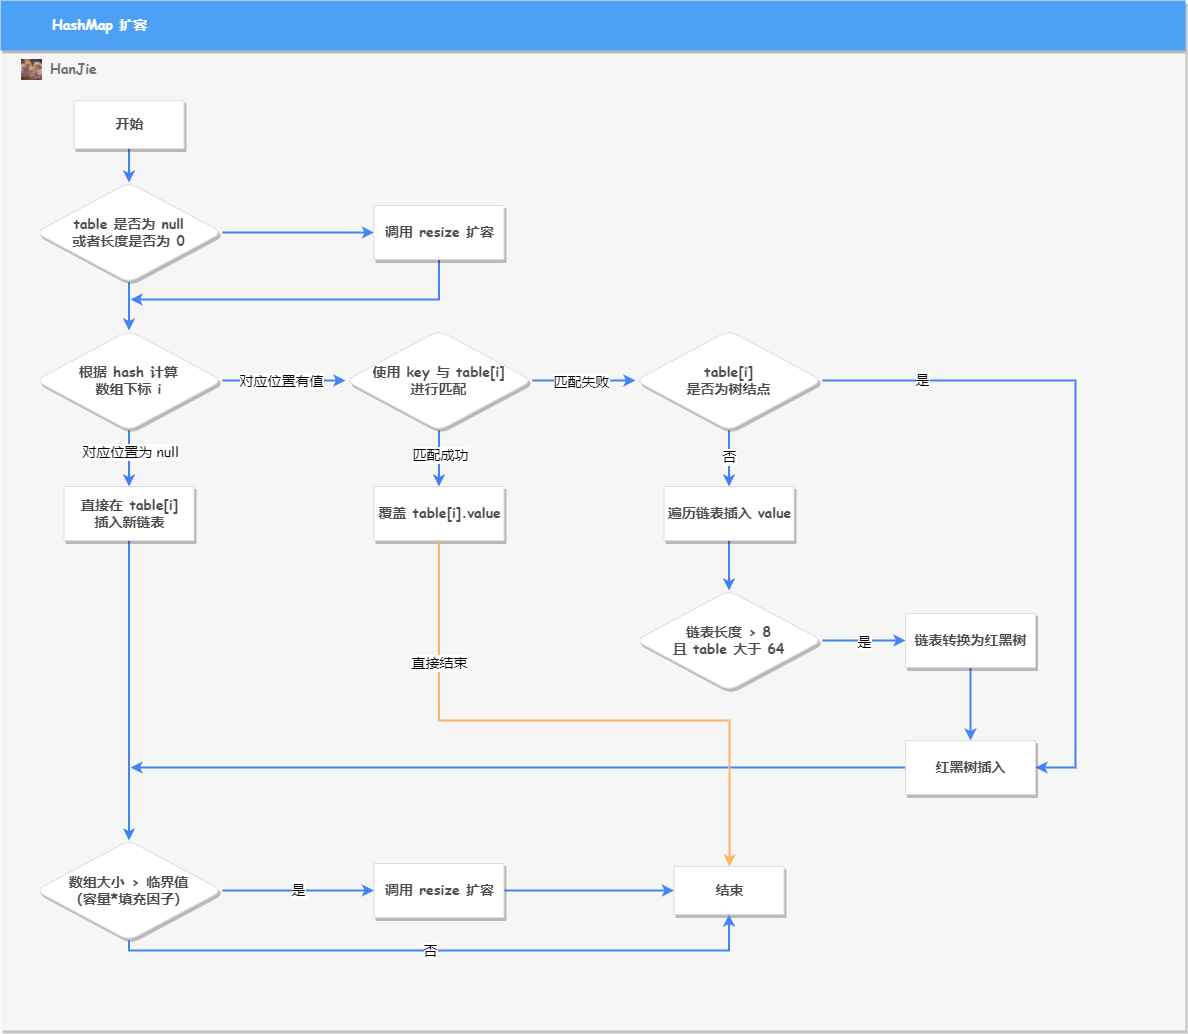 HashMap 扩容
HanJie
开始
table 是否为 null
或者长度是否为 0
调用 resize 扩容
根据 hash 计算
数组下标 i
对应位置有值
使用 key 与 table[i]
进行匹配
匹配失败
table[i]
是否为树结点
是
对应位置为 null
匹配成功
否
直接在 table[i]
插入新链表
覆盖 table[i].value
遍历链表插入 value
链表长度 > 8
且 table 大于 64
是
链表转换为红黑树
直接结束
红黑树插入
数组大小 > 临界值
(容量*填充因子)
是
调用 resize 扩容
结束
否